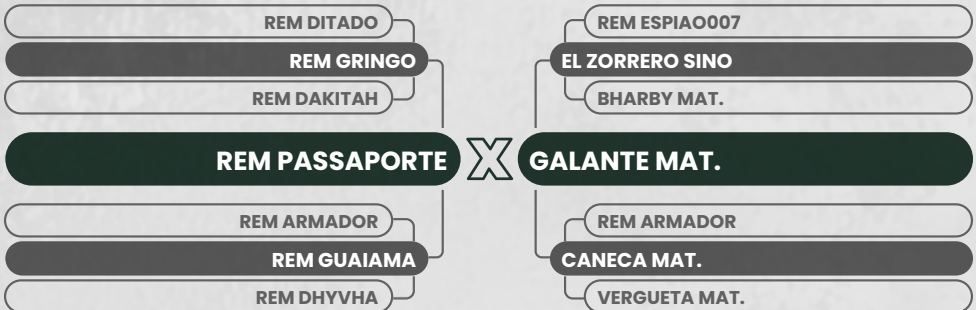 REM DITADO
REM GRINGO
REM DAKITAH
REM PASSAPORTE
REM ARMADOR
REM GUAIAMA
REM DHYVHA
X
REM ESPIAO007
EL ZORRERO SINO
BHARBY MAT.
GALANTE MAT.
REM ARMADOR
CANECA MAT.
VERGUETA MAT.